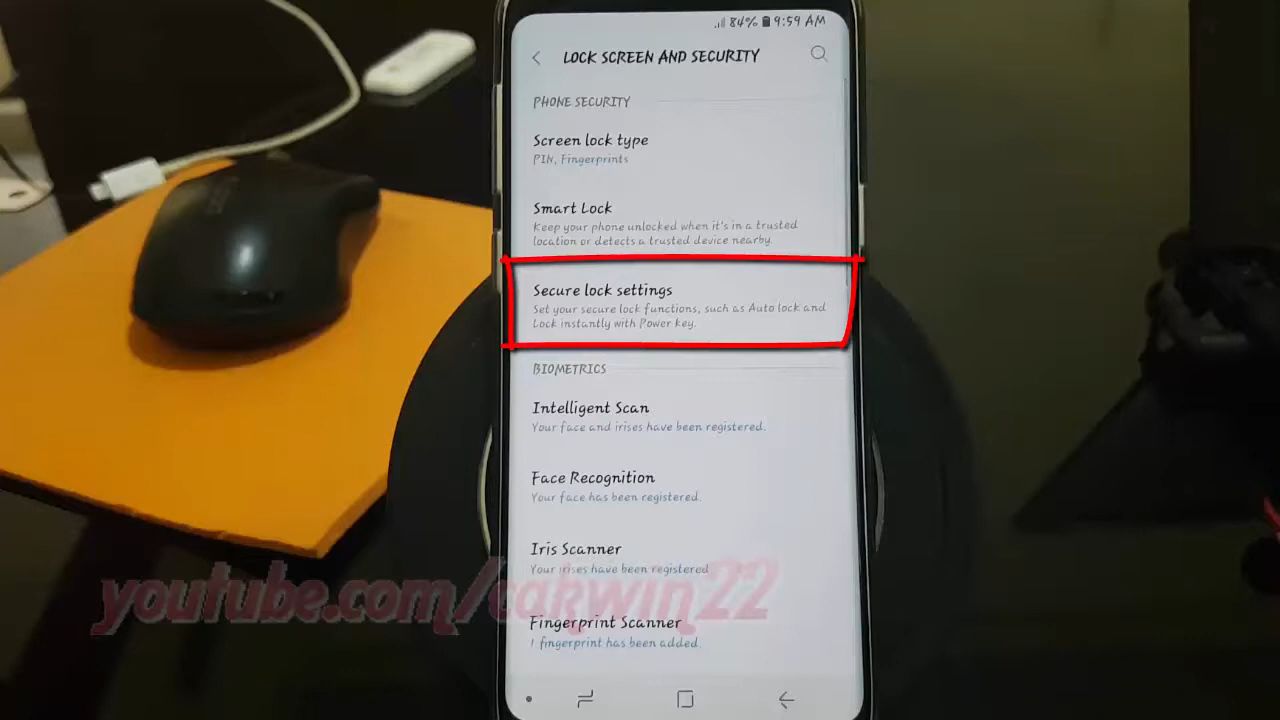 84% 9:59 AM
LOCK SCREEN AND SECURITY
PHONE SECURITY
Screen lock type
PIN, Fingerprints
Smart Lock
Keep your phone unlocked when it's in a trusted
location or detects a trusted device nearby.
Secure lock settings
Set your secure lock functions, such as Auto lock and
Lock instantly with Power key.
BIOMETRICS
Intelligent Scan
Your face and irises have been registered.
Face Recognition
Your face has been registered.
Iris Scanner
Your irises have been registered.
youtube.com/cakwin22
Fingerprint Scanner
1 fingerprint has been added.